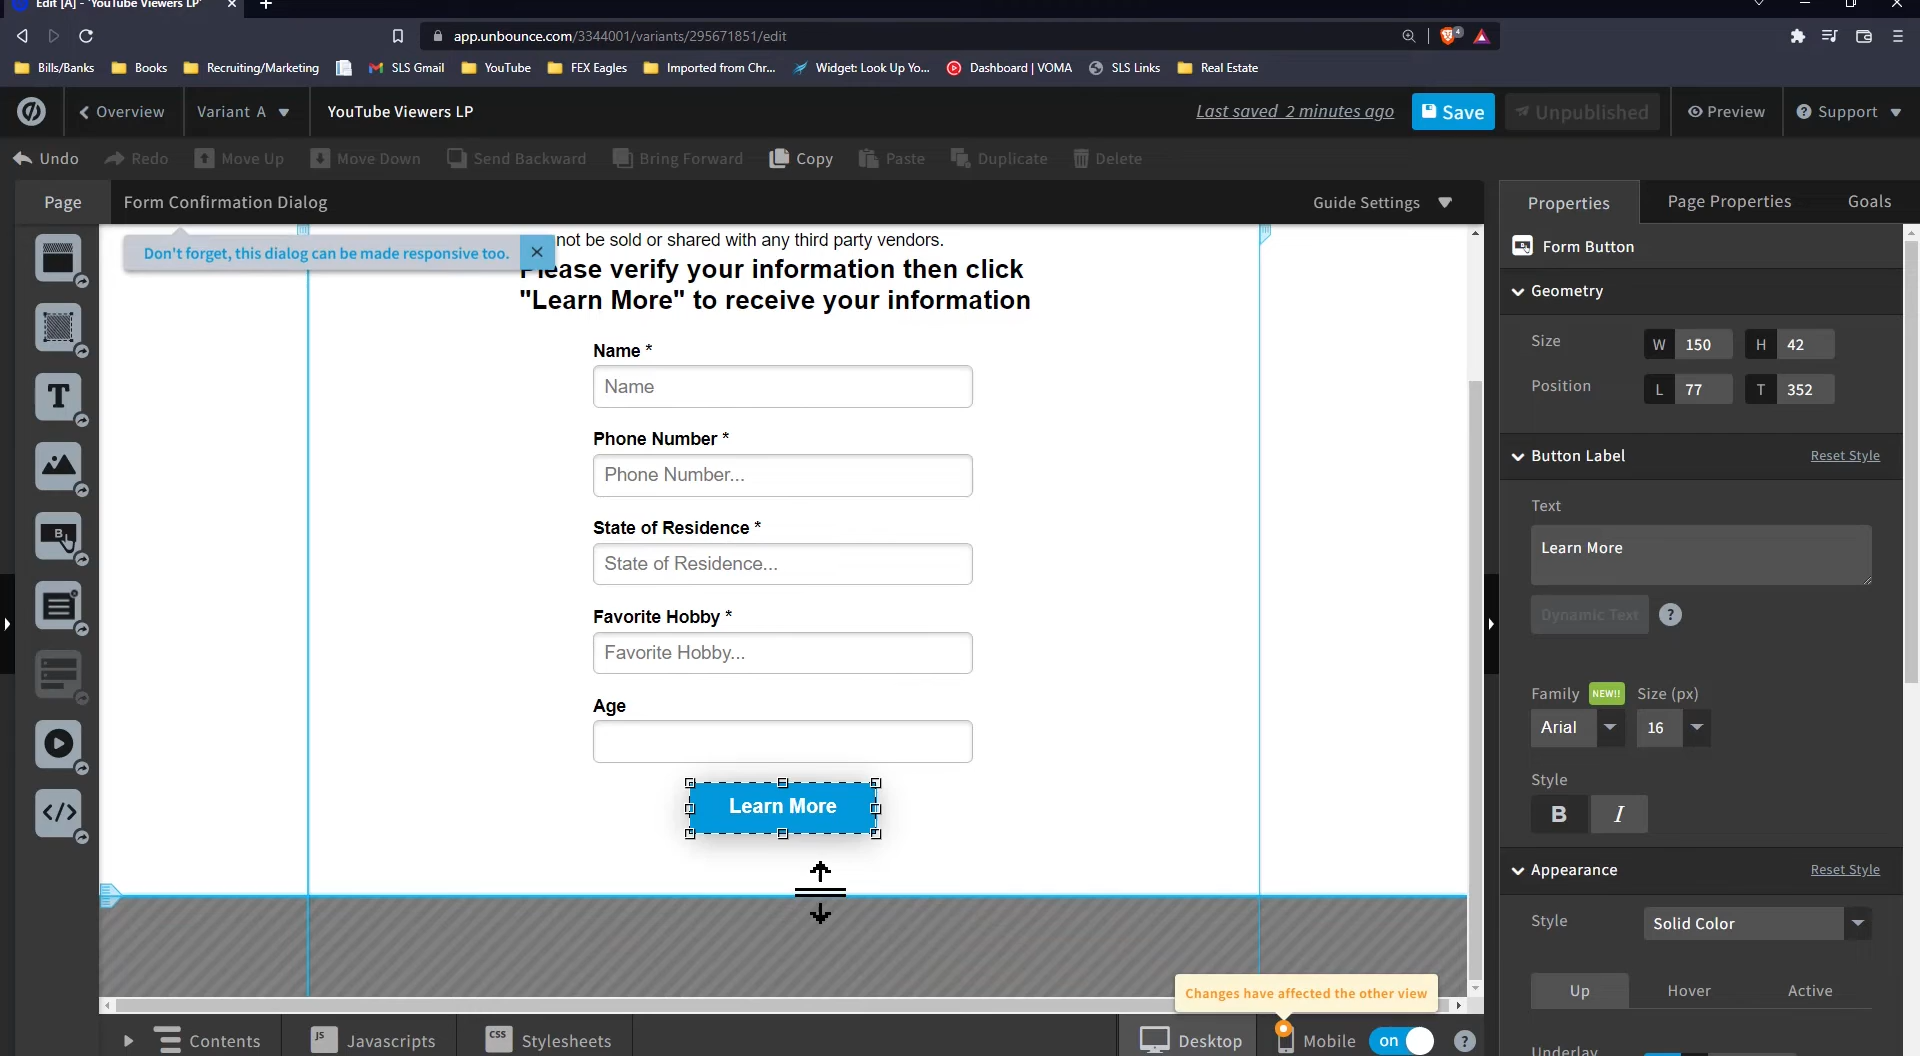 Edit [A] - 'YouTube Viewers LP'
app.unbounce.com/3344001/variants/295671851/edit
4
Bills/Banks
Books
Recruiting/Marketing
SLS Gmail
YouTube
FEX Eagles
Imported from Chr...
Widget: Look Up Yo...
Dashboard | VOMA
SLS Links
Real Estate
Overview
Variant A
YouTube Viewers LP
Last saved 2 minutes ago
Save
Unpublished
Preview
? Support
Undo
Redo
Move Up
Move Down
Send Backward
Bring Forward
Copy
Paste
Duplicate
Delete
Page
Form Confirmation Dialog
Guide Settings
Properties
Page Properties
Goals
Don't forget, this dialog can be made responsive too.
not be sold or shared with any third party vendors.
Please verify your information then click
"Learn More" to receive your information
Name *
Name
Phone Number *
Phone Number...
State of Residence *
State of Residence...
Favorite Hobby *
Favorite Hobby...
Age
Learn More
T
B
Form Button
Geometry
Size
W 150
H 42
Position
L 77
T 352
Button Label
Reset Style
Text
Learn More
Dynamic Text
?
Family NEW!! Size (px)
Arial
16
Style
B
I
Appearance
Reset Style
Style
Solid Color
Up
Hover
Active
Underlay
Changes have affected the other view
Contents
JS Javascripts
CSS Stylesheets
Desktop
Mobile
on
?